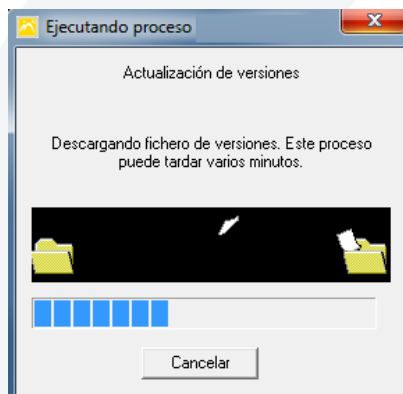 Ejecutando proceso
Actualización de versiones
Descargando fichero de versiones. Este proceso
puede tardar varios minutos.
Cancelar